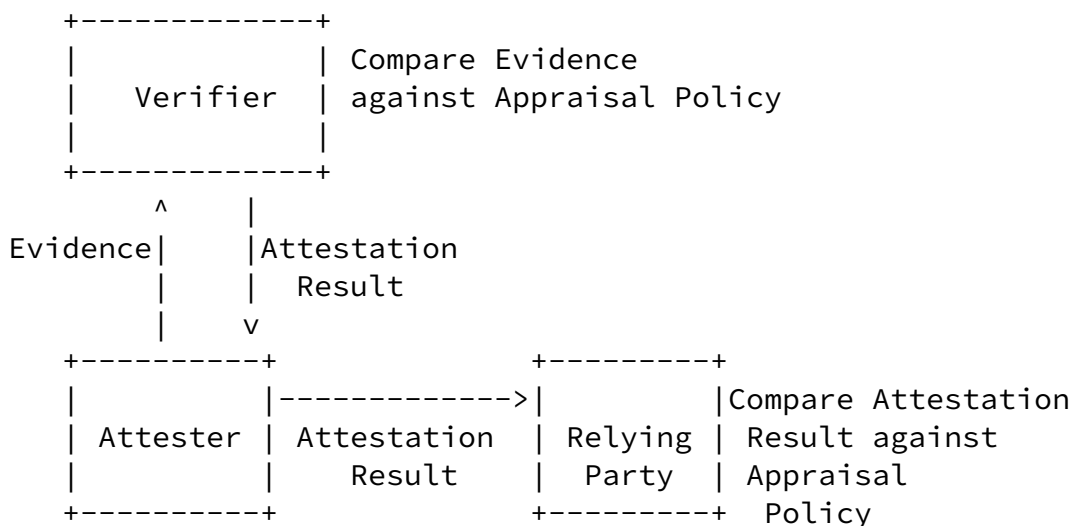 +-------------+
|             | Compare Evidence
|   Verifier  | against Appraisal Policy
|             |
+-------------+
^    |
Evidence|    |Attestation
|    |  Result
|    v
+----------+              +---------+
|          |------------->|         |Compare Attestation
| Attester | Attestation  | Relying | Result against
|          |   Result     |  Party  | Appraisal
+----------+              +---------+  Policy